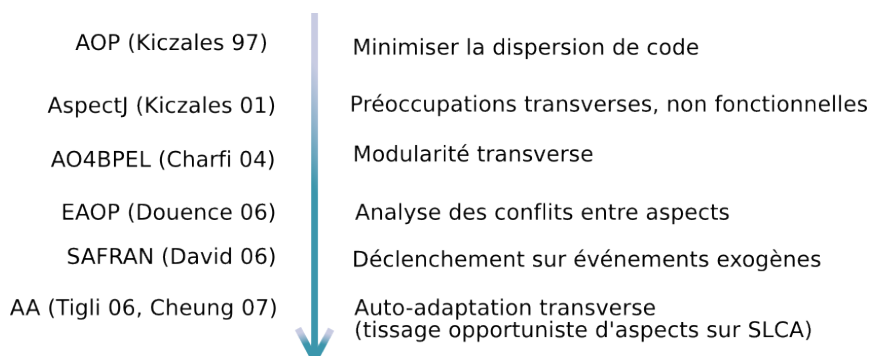 AOP (Kiczales 97)
Minimiser la dispersion de code
AspectJ (Kiczales 01)
Préoccupations transverses, non fonctionnelles
AO4BPEL (Charfi 04)
Modularité transverse
EAOP (Douence 06)
Analyse des conflits entre aspects
SAFRAN (David 06)
Déclenchement sur événements exogènes
AA (Tigli 06, Cheung 07)
Auto-adaptation transverse
(tissage opportuniste d'aspects sur SLCA)